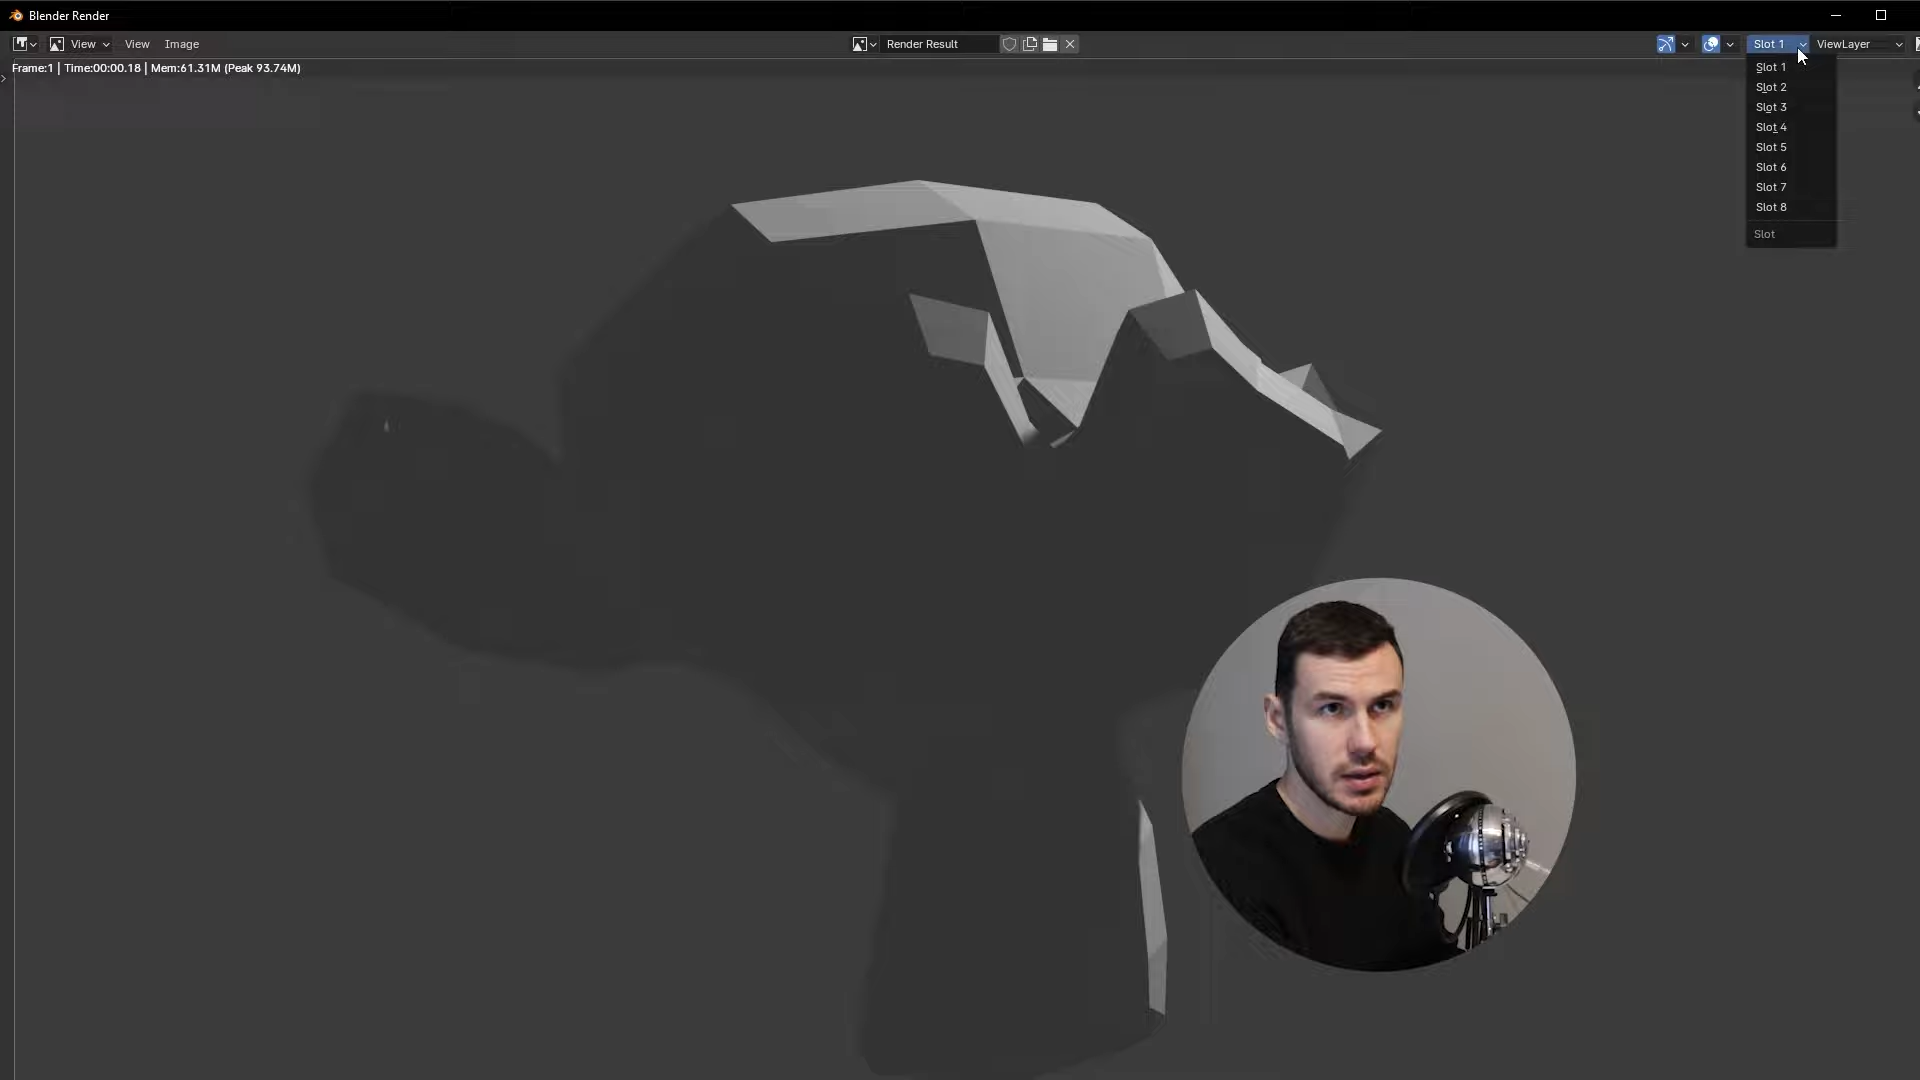 Blender Render
View View Image Render Result Slot 1 ViewLayer
Frame:1 | Time:00:00.18 | Mem:61.31M (Peak 93.74M)
Slot 1
Slot 2
Slot 3
Slot 4
Slot 5
Slot 6
Slot 7
Slot 8
Slot